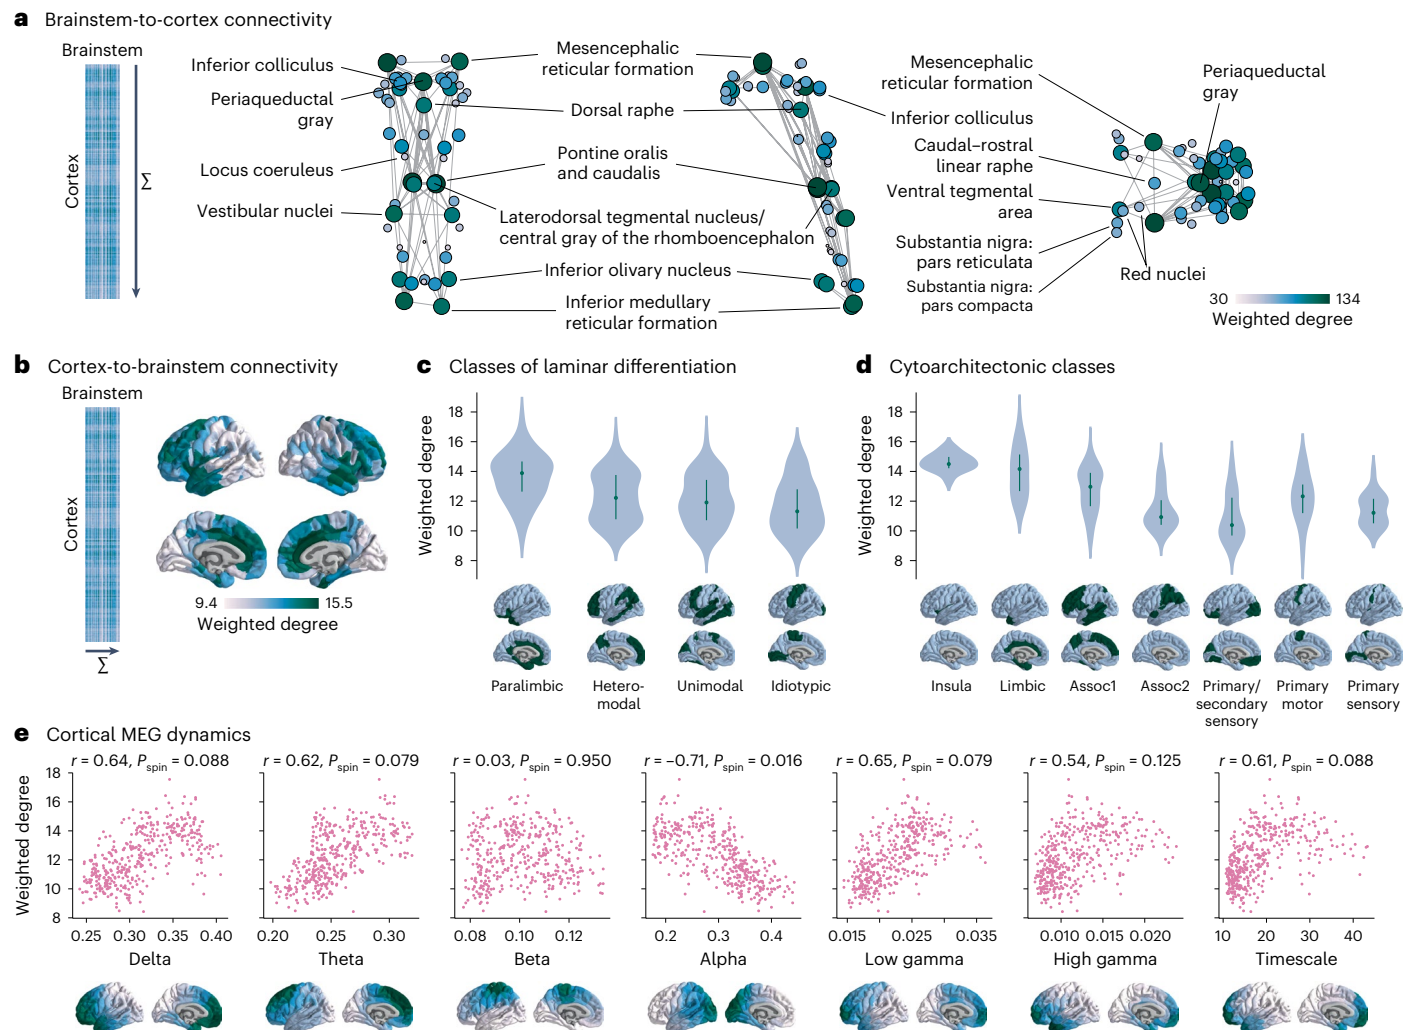 a Brainstem-to-cortex connectivity
Brainstem
Cortex
Σ
Inferior colliculus
Periaqueductal
gray
Locus coeruleus
Vestibular nuclei
Mesencephalic
reticular formation
Dorsal raphe
Pontine oralis
and caudalis
Laterodorsal tegmental nucleus/
central gray of the rhomboencephalon
Inferior olivary nucleus
Inferior medullary
reticular formation
Mesencephalic
reticular formation
Inferior colliculus
Caudal–rostral
linear raphe
Ventral tegmental
area
Substantia nigra:
pars reticulata
Substantia nigra:
pars compacta
Periaqueductal
gray
Red nuclei
30 134
Weighted degree
b Cortex-to-brainstem connectivity
Brainstem
Cortex
Σ
9.4 15.5
Weighted degree
c Classes of laminar differentiation
Weighted degree
18
16
14
12
10
8
Paralimbic
Hetero-
modal
Unimodal
Idiotypic
d Cytoarchitectonic classes
Weighted degree
18
16
14
12
10
8
Insula
Limbic
Assoc1
Assoc2
Primary/
secondary
sensory
Primary
motor
Primary
sensory
e Cortical MEG dynamics
Weighted degree
18
16
14
12
10
8
r = 0.64, Pspin = 0.088
0.25 0.30 0.35 0.40
Delta
r = 0.62, Pspin = 0.079
0.20 0.25 0.30
Theta
r = 0.03, Pspin = 0.950
0.08 0.10 0.12
Beta
r = −0.71, Pspin = 0.016
0.2 0.3 0.4
Alpha
r = 0.65, Pspin = 0.079
0.015 0.025 0.035
Low gamma
r = 0.54, Pspin = 0.125
0.010 0.015 0.020
High gamma
r = 0.61, Pspin = 0.088
10 20 30 40
Timescale